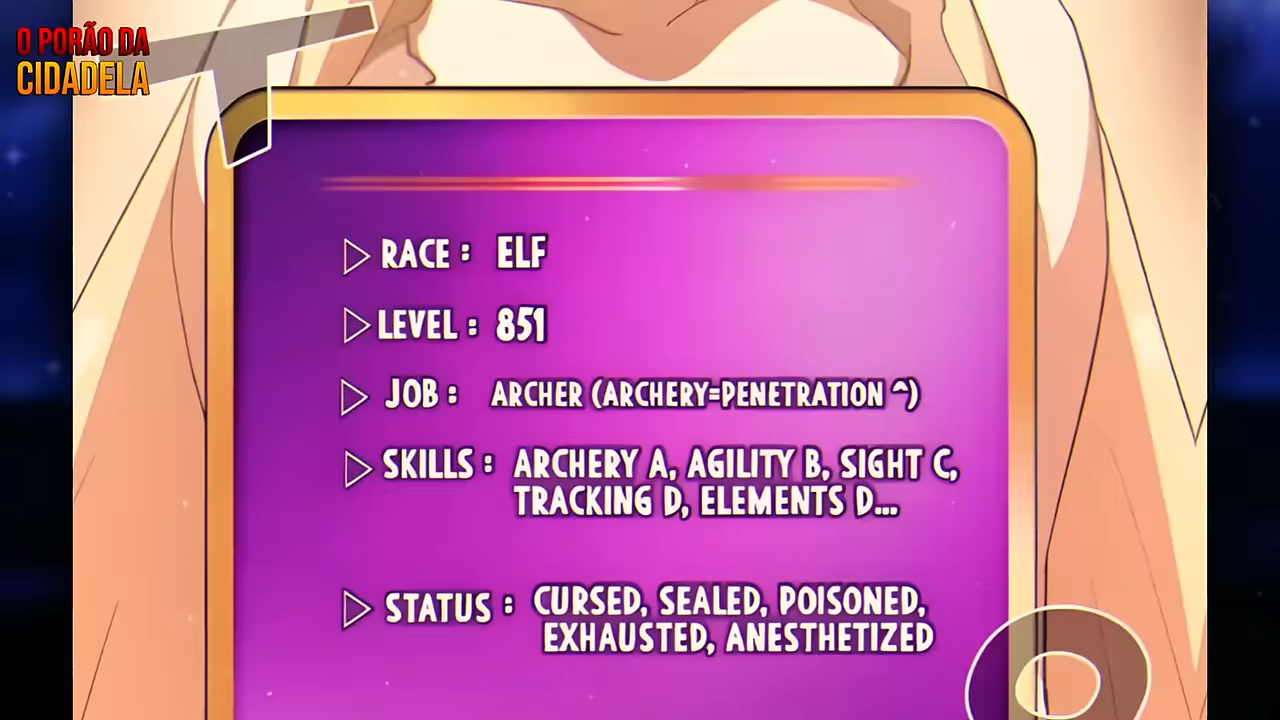 O PORÃO DA
CIDADELA
T
RACE : ELF
LEVEL : 851
JOB : ARCHER (ARCHERY=PENETRATION ^)
SKILLS : ARCHERY A, AGILITY B, SIGHT C,
TRACKING D, ELEMENTS D...
STATUS : CURSED, SEALED, POISONED,
EXHAUSTED, ANESTHETIZED
O